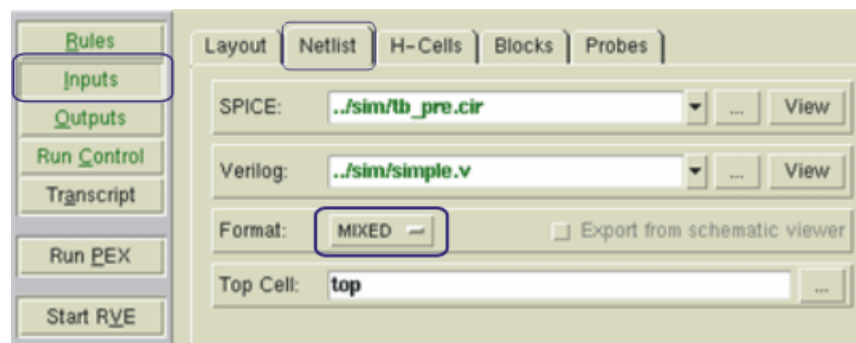 Rules
Inputs
Outputs
Run Control
Transcript
Run PEX
Start RVE
Layout Netlist H-Cells Blocks Probes
SPICE: ../sim/tb_pre.cir ... View
Verilog: ../sim/simple.v ... View
Format: MIXED Export from schematic viewer
Top Cell: top ...